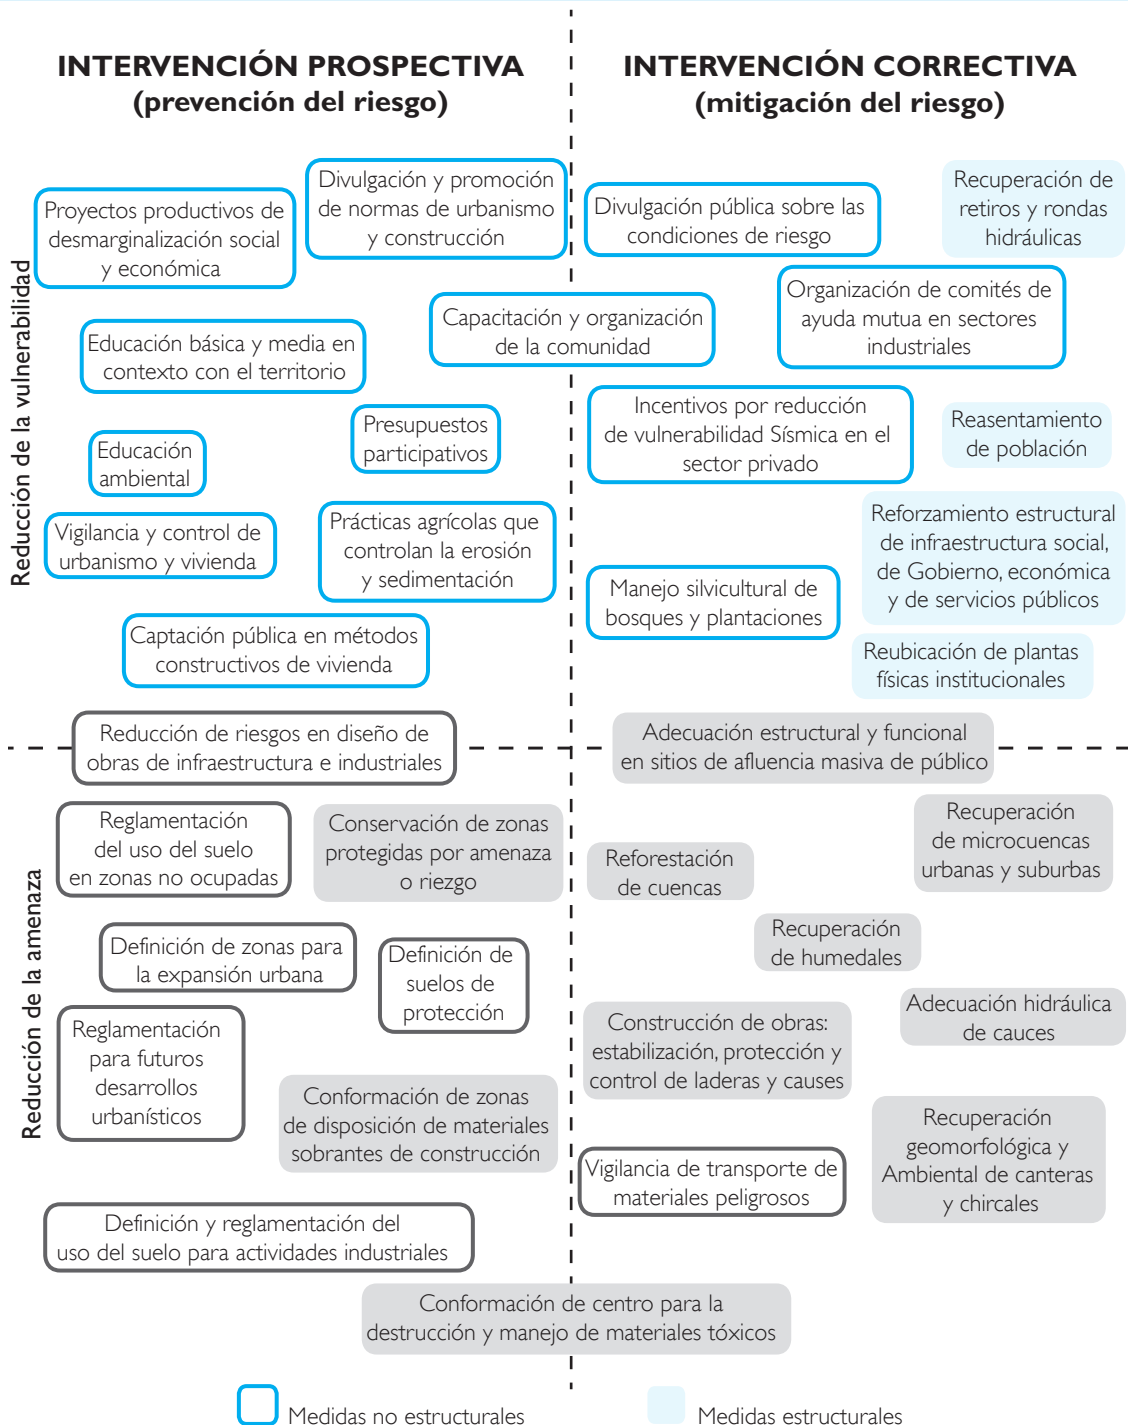 INTERVENCIÓN PROSPECTIVA
(prevención del riesgo)
INTERVENCIÓN CORRECTIVA
(mitigación del riesgo)
Reducción de la vulnerabilidad
Proyectos productivos de
desmarginalización social
y económica
Divulgación y promoción
de normas de urbanismo
y construcción
Divulgación pública sobre las
condiciones de riesgo
Recuperación de
retiros y rondas
hidráulicas
Educación básica y media en
contexto con el territorio
Capacitación y organización
de la comunidad
Organización de comités de
ayuda mutua en sectores
industriales
Educación
ambiental
Presupuestos
participativos
Incentivos por reducción
de vulnerabilidad Sísmica en el
sector privado
Reasentamiento
de población
Vigilancia y control de
urbanismo y vivienda
Prácticas agrícolas que
controlan la erosión
y sedimentación
Manejo silvicultural de
bosques y plantaciones
Reforzamiento estructural
de infraestructura social,
de Gobierno, económica
y de servicios públicos
Captación pública en métodos
constructivos de vivienda
Reubicación de plantas
físicas institucionales
Reducción de riesgos en diseño de
obras de infraestructura e industriales
Adecuación estructural y funcional
en sitios de afluencia masiva de público
Reducción de la amenaza
Reglamentación
del uso del suelo
en zonas no ocupadas
Conservación de zonas
protegidas por amenaza
o riezgo
Reforestación
de cuencas
Recuperación
de microcuencas
urbanas y suburbas
Definición de zonas para
la expansión urbana
Definición de
suelos de
protección
Recuperación
de humedales
Reglamentación
para futuros
desarrollos
urbanísticos
Conformación de zonas
de disposición de materiales
sobrantes de construcción
Construcción de obras:
estabilización, protección y
control de laderas y causes
Adecuación hidráulica
de cauces
Vigilancia de transporte de
materiales peligrosos
Recuperación
geomorfológica y
Ambiental de canteras
y chircales
Definición y reglamentación del
uso del suelo para actividades industriales
Conformación de centro para la
destrucción y manejo de materiales tóxicos
Medidas no estructurales
Medidas estructurales